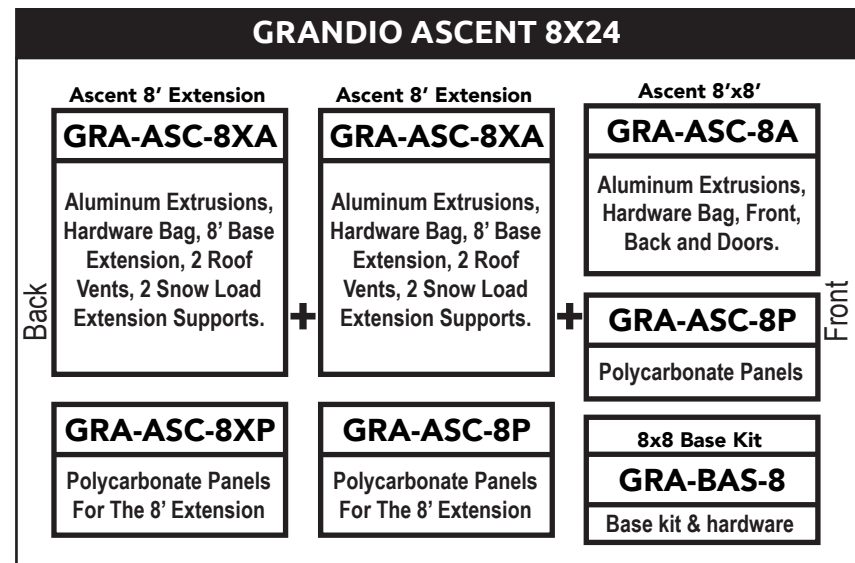 GRANDIO ASCENT 8X24
Back
Ascent 8’ Extension
GRA-ASC-8XA
Aluminum Extrusions,
Hardware Bag, 8’ Base
Extension, 2 Roof
Vents, 2 Snow Load
Extension Supports.
GRA-ASC-8XP
Polycarbonate Panels
For The 8’ Extension
+
Ascent 8’ Extension
GRA-ASC-8XA
Aluminum Extrusions,
Hardware Bag, 8’ Base
Extension, 2 Roof
Vents, 2 Snow Load
Extension Supports.
GRA-ASC-8P
Polycarbonate Panels
For The 8’ Extension
+
Ascent 8’x8’
GRA-ASC-8A
Aluminum Extrusions,
Hardware Bag, Front,
Back and Doors.
GRA-ASC-8P
Polycarbonate Panels
8x8 Base Kit
GRA-BAS-8
Base kit & hardware
Front